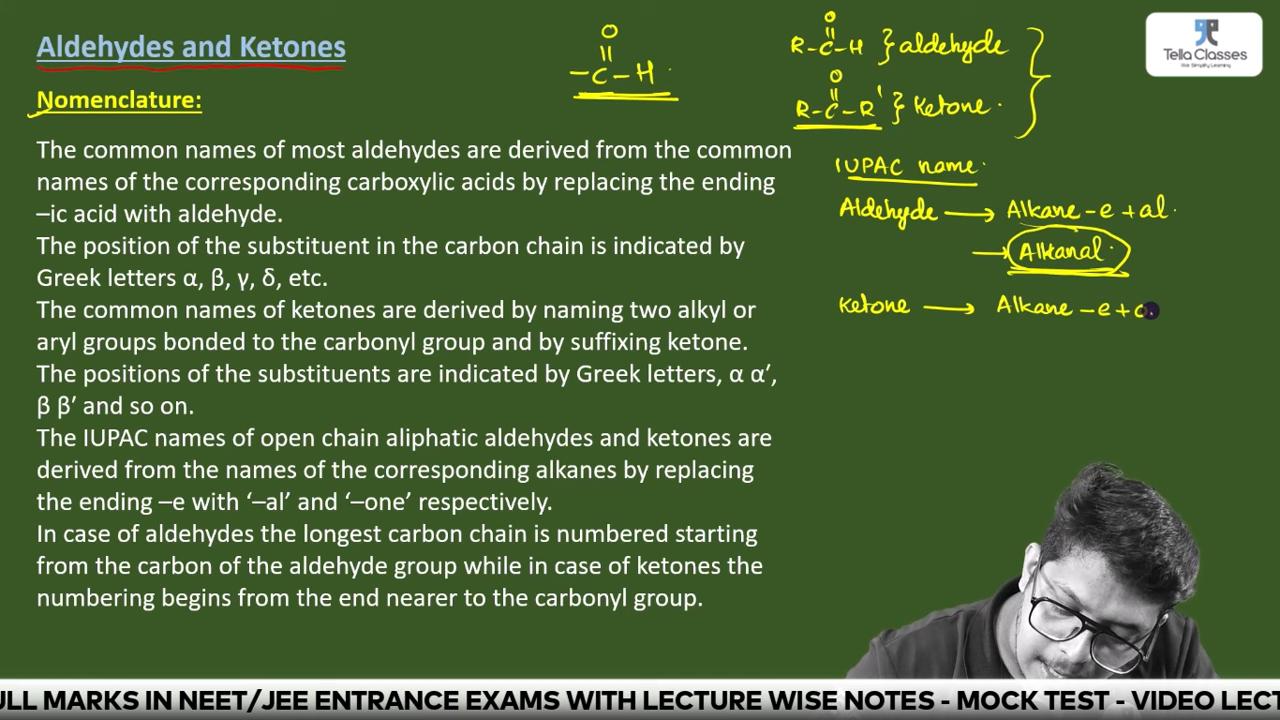 Aldehydes and Ketones
Nomenclature:
The common names of most aldehydes are derived from the common
names of the corresponding carboxylic acids by replacing the ending
–ic acid with aldehyde.
The position of the substituent in the carbon chain is indicated by
Greek letters α, β, γ, δ, etc.
The common names of ketones are derived by naming two alkyl or
aryl groups bonded to the carbonyl group and by suffixing ketone.
The positions of the substituents are indicated by Greek letters, α α′,
β β′ and so on.
The IUPAC names of open chain aliphatic aldehydes and ketones are
derived from the names of the corresponding alkanes by replacing
the ending –e with ‘–al’ and ‘–one’ respectively.
In case of aldehydes the longest carbon chain is numbered starting
from the carbon of the aldehyde group while in case of ketones the
numbering begins from the end nearer to the carbonyl group.
O
-C-H
O
R-C-H } aldehyde
O
R-C-R' } Ketone.
IUPAC name.
Aldehyde → Alkane -e + al.
→ Alkanal.
Ketone → Alkane -e + o
Tella Classes
We Simplify Learning
ULL MARKS IN NEET/JEE ENTRANCE EXAMS WITH LECTURE WISE NOTES - MOCK TEST - VIDEO LECT